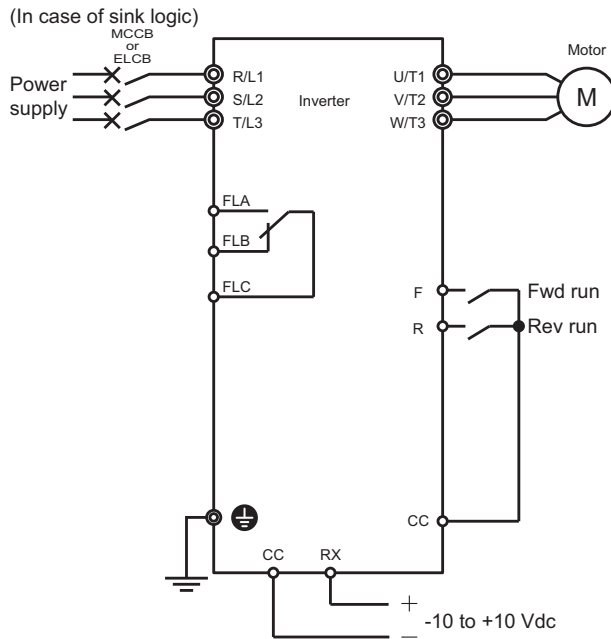 (In case of sink logic)
MCCB
or
ELCB
Power
supply
R/L1
S/L2
T/L3
Inverter
U/T1
V/T2
W/T3
Motor
M
FLA
FLB
FLC
F
Fwd run
R
Rev run
CC
CC
RX
+
-10 to +10 Vdc
−